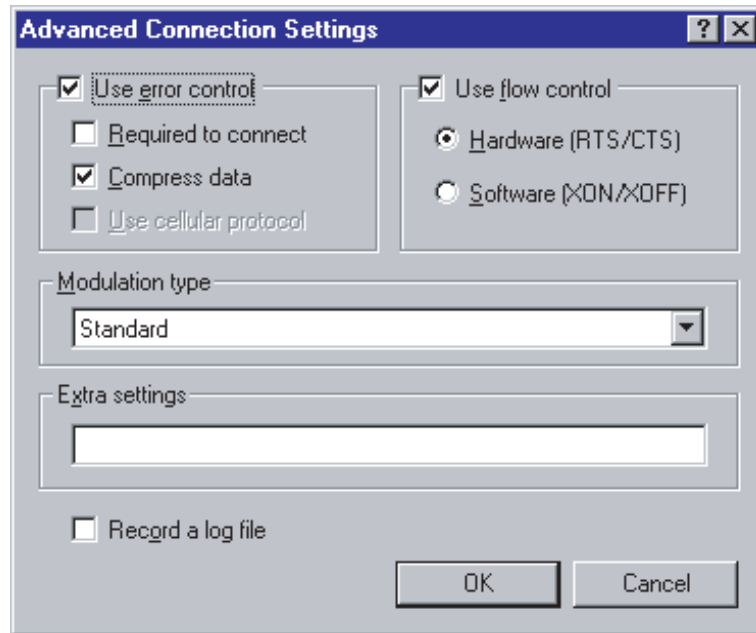 Advanced Connection Settings
Use error control
Required to connect
Compress data
Use cellular protocol
Use flow control
Hardware (RTS/CTS)
Software (XON/XOFF)
Modulation type
Standard
Extra settings
Record a log file
OK
Cancel